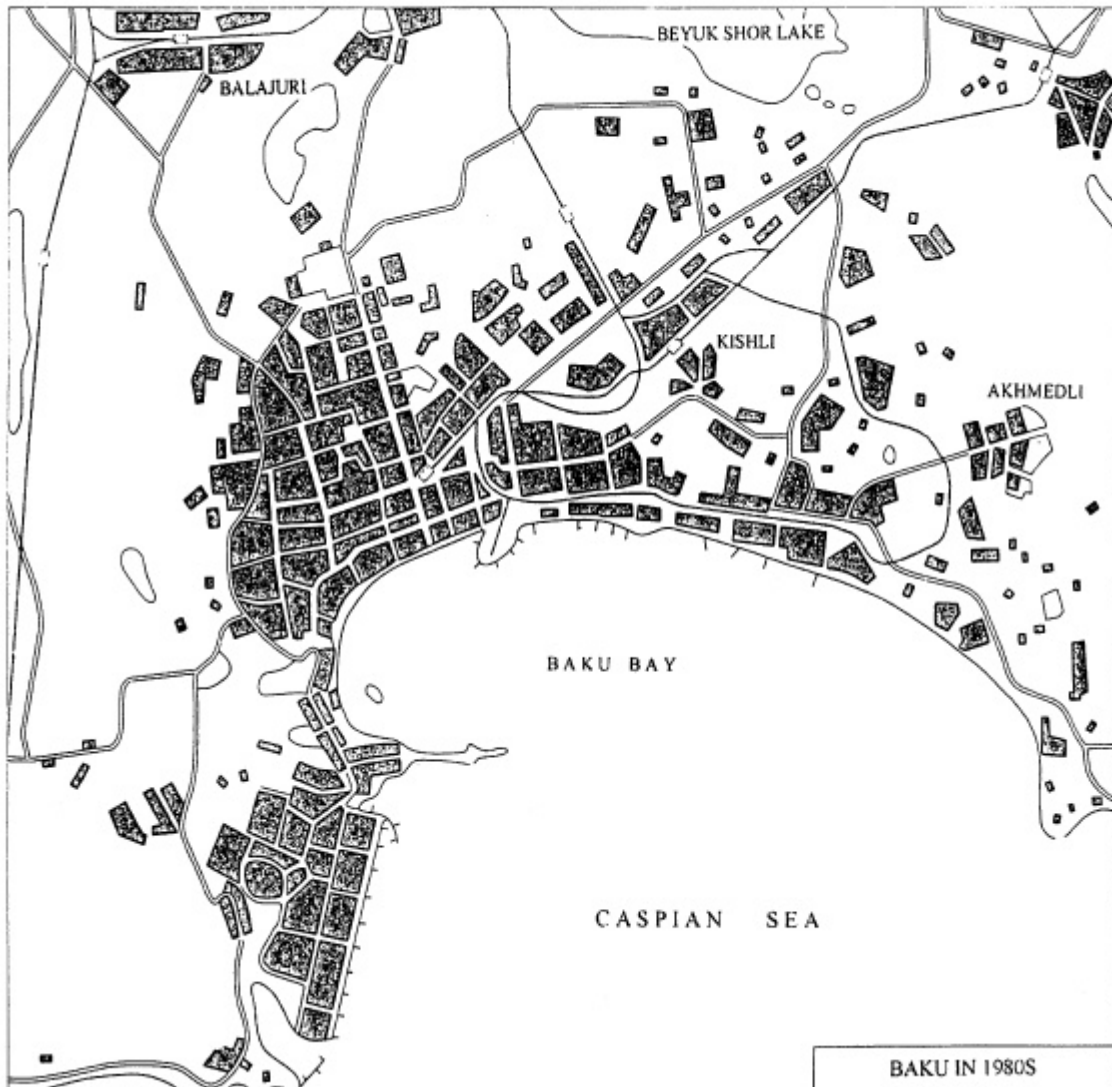 BEYUK SHOR LAKE
BALAJURI
KISHLI
AKHMEDLI
BAKU BAY
CASPIAN SEA
BAKU IN 1980S